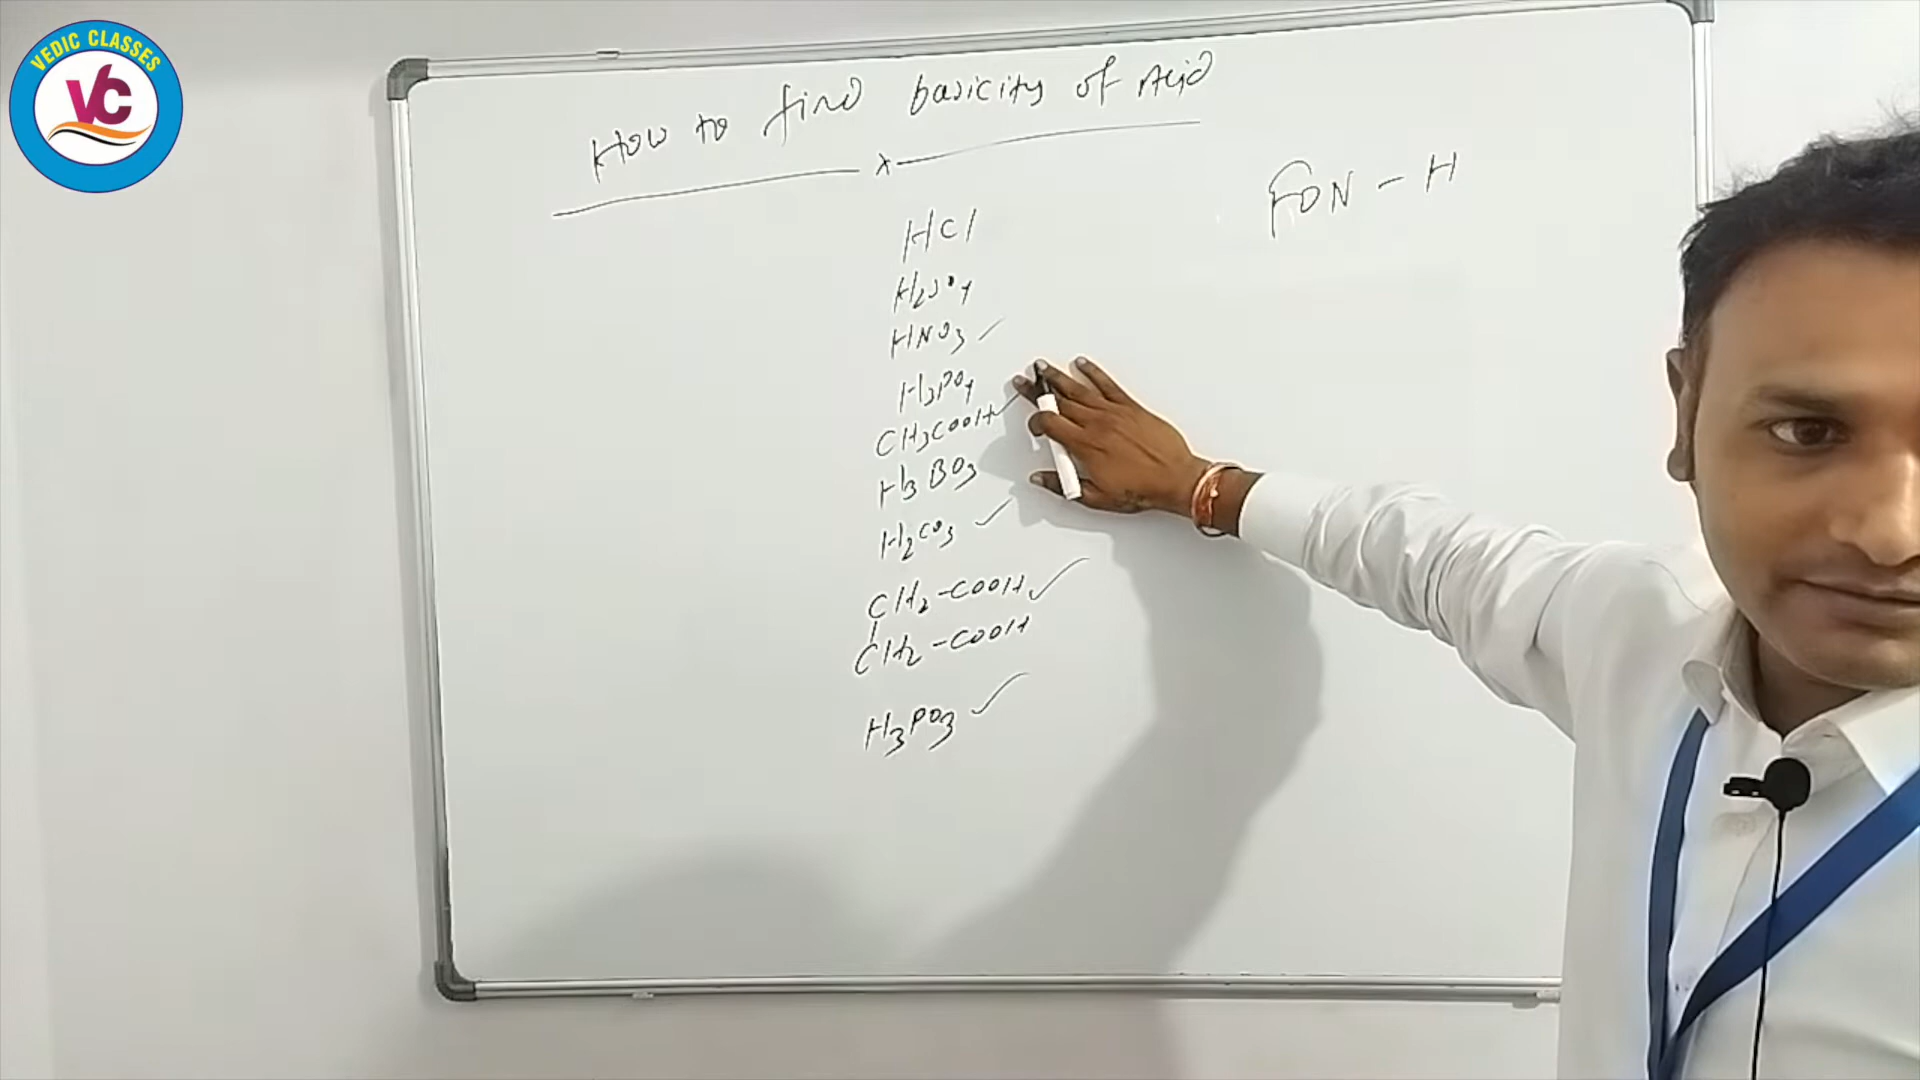 VEDIC CLASSES
VC
How to find basicity of Acid
x
FON - H
HCl
H2SO4
HNO3 ✓
H3PO4
CH3COOH ✓
H3BO3
H2CO3 ✓
CH2-COOH ✓
CH2-COOH
H3PO3 ✓